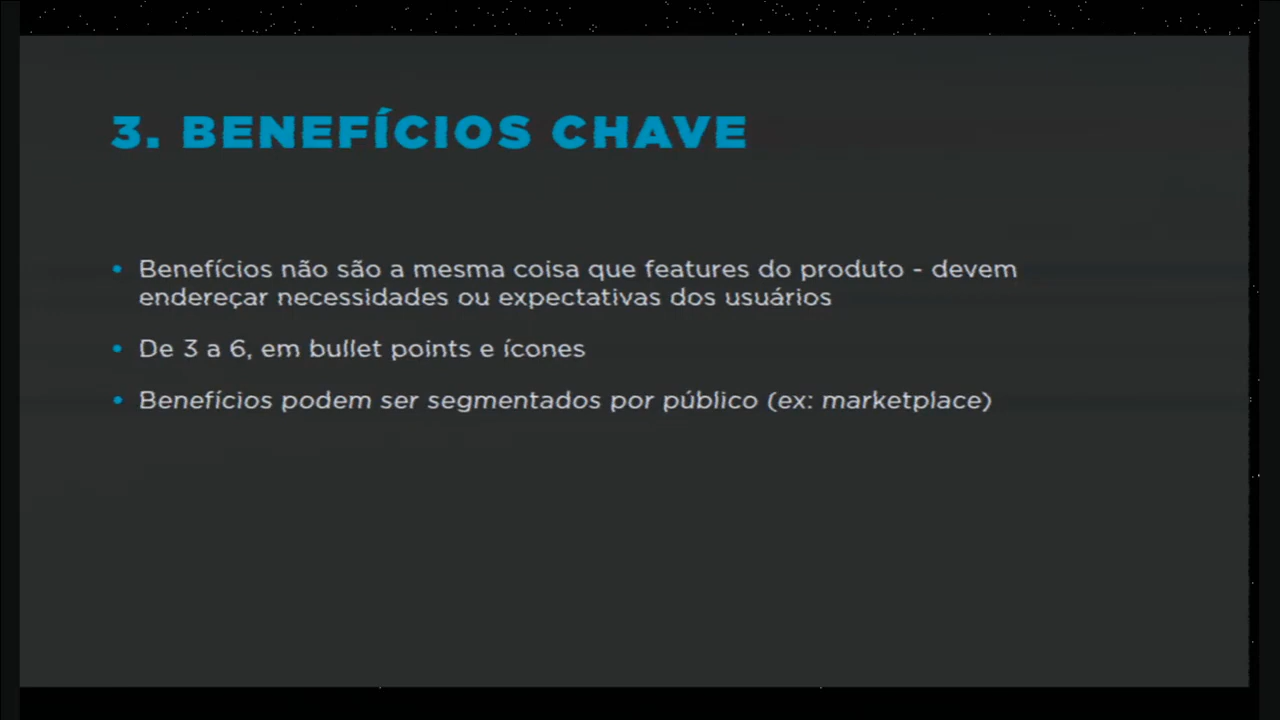 3. BENEFÍCIOS CHAVE
• Benefícios não são a mesma coisa que features do produto - devem
endereçar necessidades ou expectativas dos usuários
• De 3 a 6, em bullet points e ícones
• Benefícios podem ser segmentados por público (ex: marketplace)